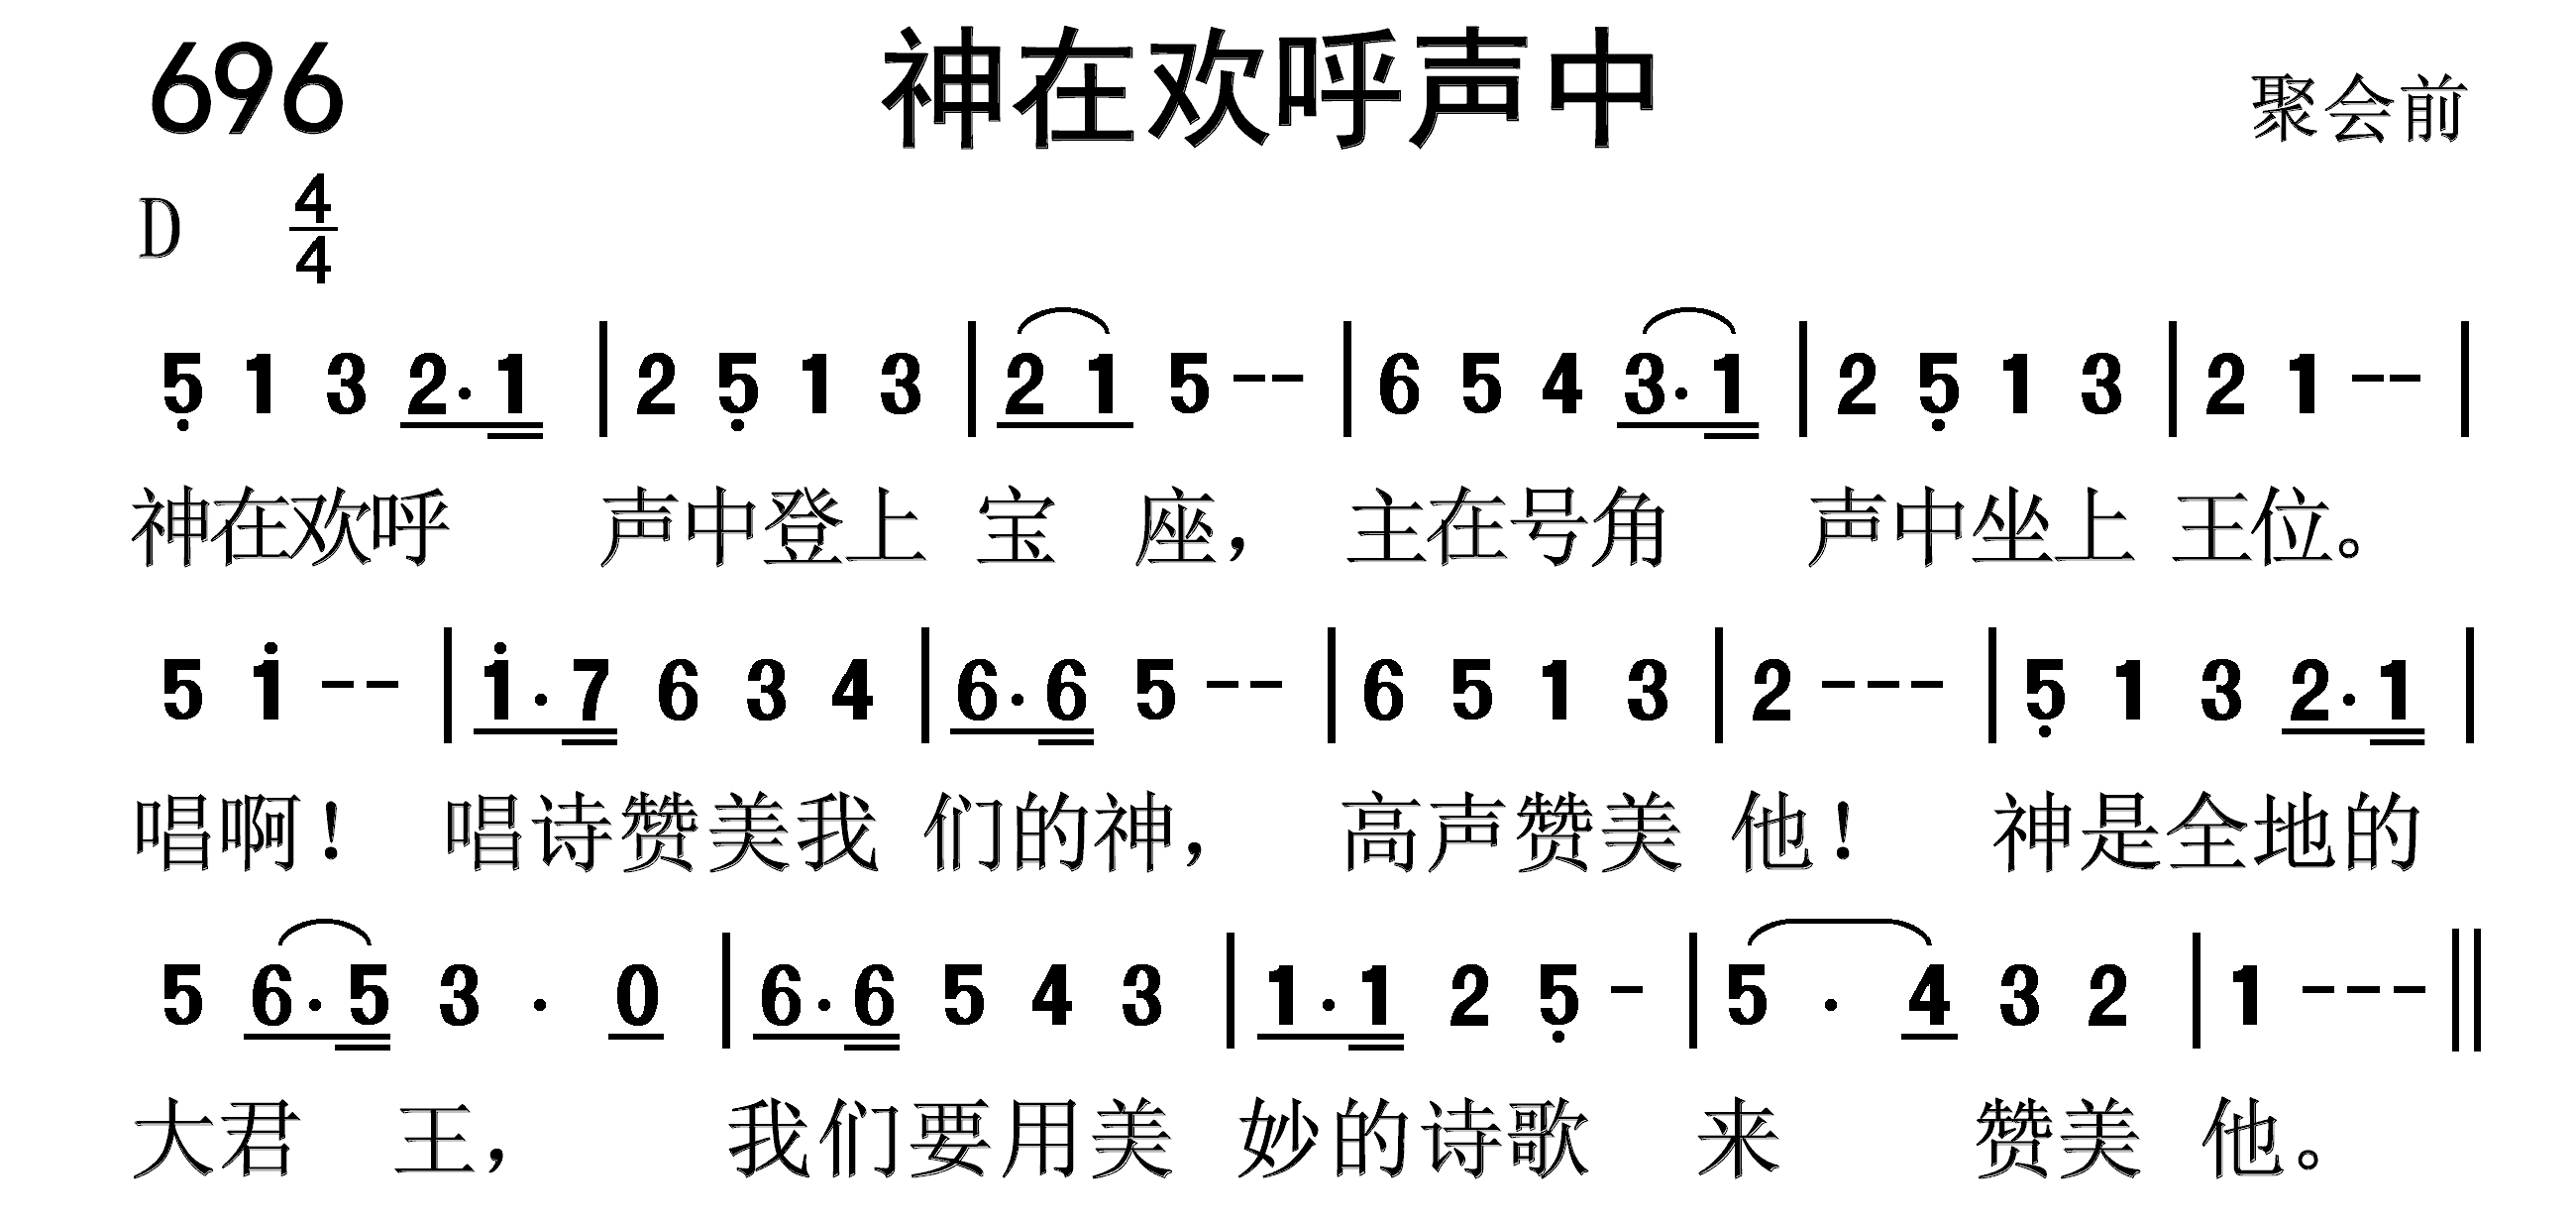 696 神在欢呼声中 聚会前
D 4/4
5̣ 1 3 2·1 | 2 5̣ 1 3 | 2 1 5 -- | 6 5 4 3·1 | 2 5̣ 1 3 | 2 1 -- |
神在欢呼 声中登上 宝 座， 主在号角 声中坐上 王位。
5 1̇ -- | 1̇·7 6 3 4 | 6·6 5 -- | 6 5 1 3 | 2 --- | 5̣ 1 3 2·1 |
唱啊！ 唱诗赞美我 们的神， 高声赞美 他！ 神是全地的
5 6·5 3 · 0 | 6·6 5 4 3 | 1·1 2 5̣ - | 5 · 4 3 2 | 1 --- ‖
大君 王， 我们要用美 妙的诗歌 来 赞美 他。